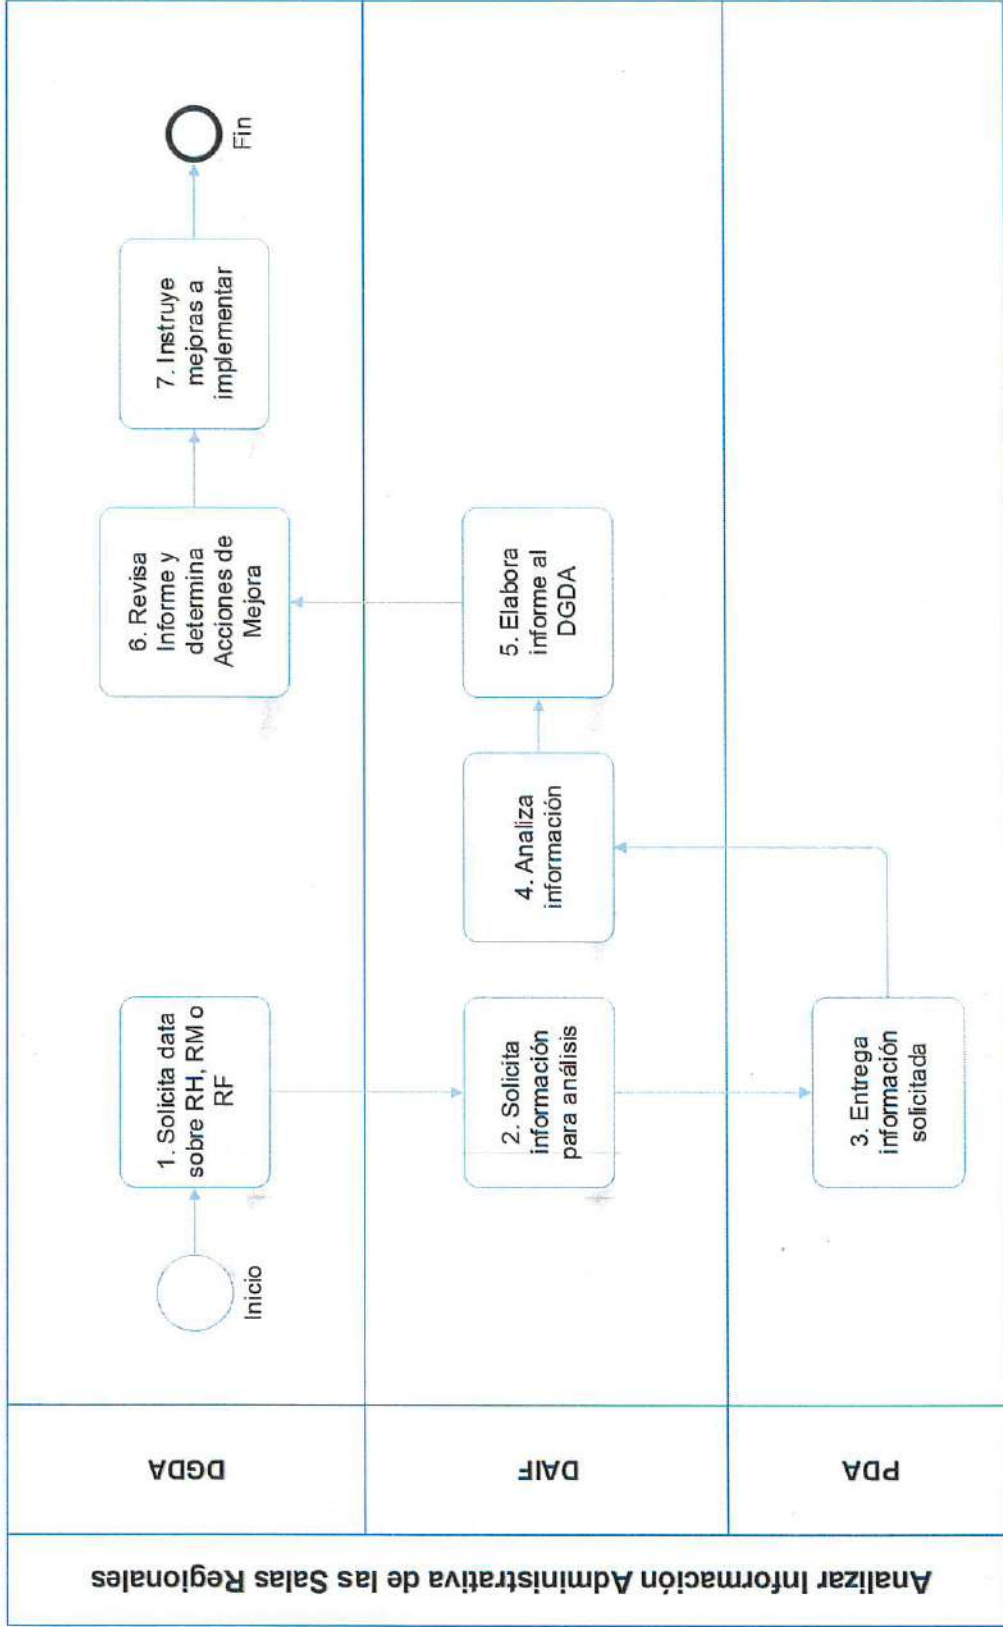 Analizar Información Administrativa de las Salas Regionales
DGDA
Inicio
1. Solicita data
sobre RH, RM o
RF
6. Revisa
Informe y
determina
Acciones de
Mejora
7. Instruye
mejoras a
implementar
Fin
DAIF
2. Solicita
información
para análisis
4. Analiza
información
5. Elabora
informe al
DGDA
PDA
3. Entrega
información
solicitada